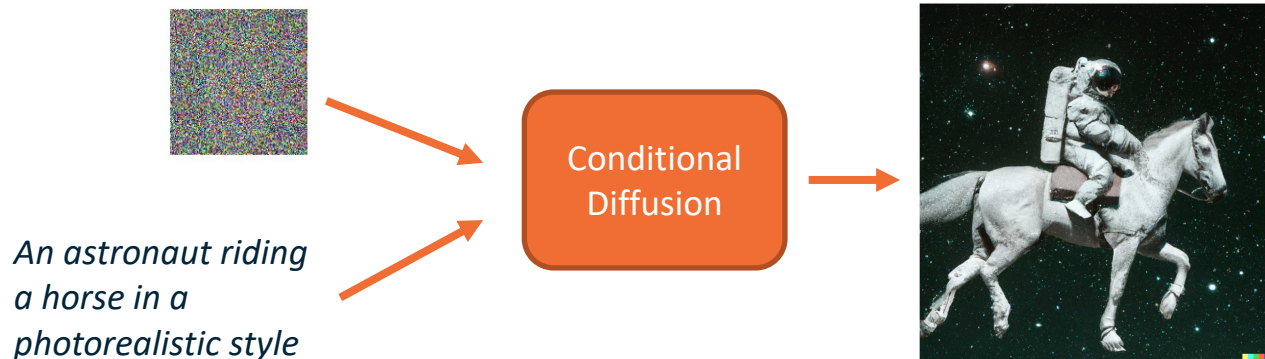 Conditional
Diffusion
An astronaut riding
a horse in a
photorealistic style